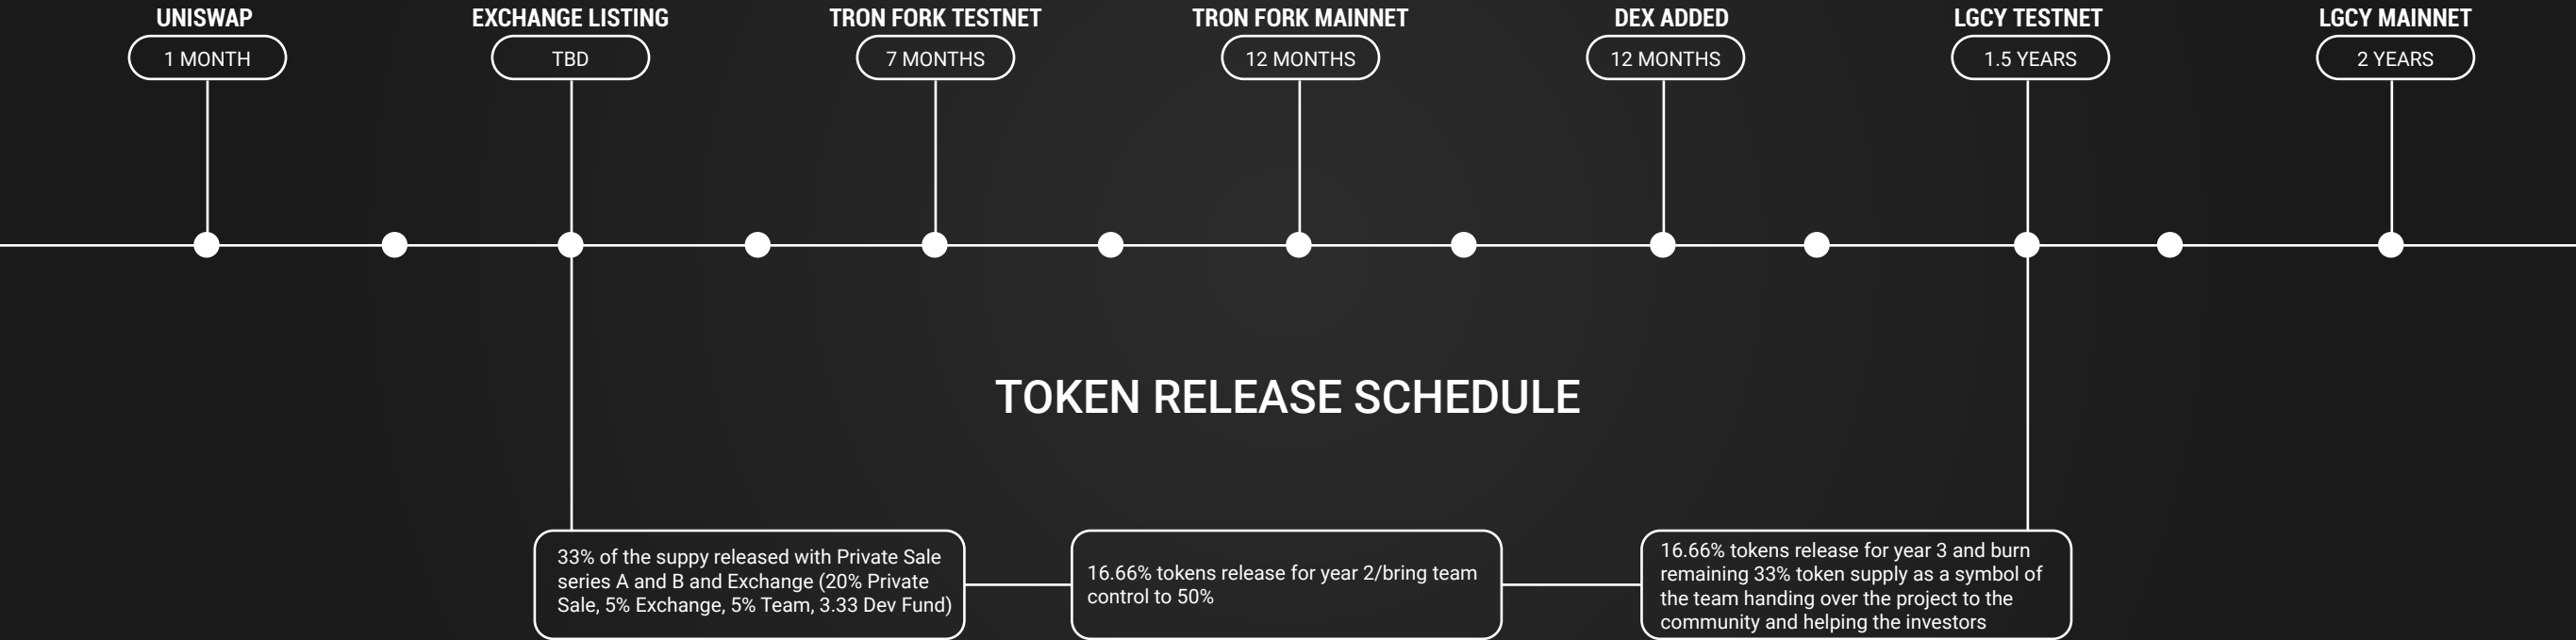 UNISWAP
1 MONTH
EXCHANGE LISTING
TBD
TRON FORK TESTNET
7 MONTHS
TRON FORK MAINNET
12 MONTHS
DEX ADDED
12 MONTHS
LGCY TESTNET
1.5 YEARS
LGCY MAINNET
2 YEARS
TOKEN RELEASE SCHEDULE
33% of the suppy released with Private Sale
series A and B and Exchange (20% Private
Sale, 5% Exchange, 5% Team, 3.33 Dev Fund)
16.66% tokens release for year 2/bring team
control to 50%
16.66% tokens release for year 3 and burn
remaining 33% token supply as a symbol of
the team handing over the project to the
community and helping the investors